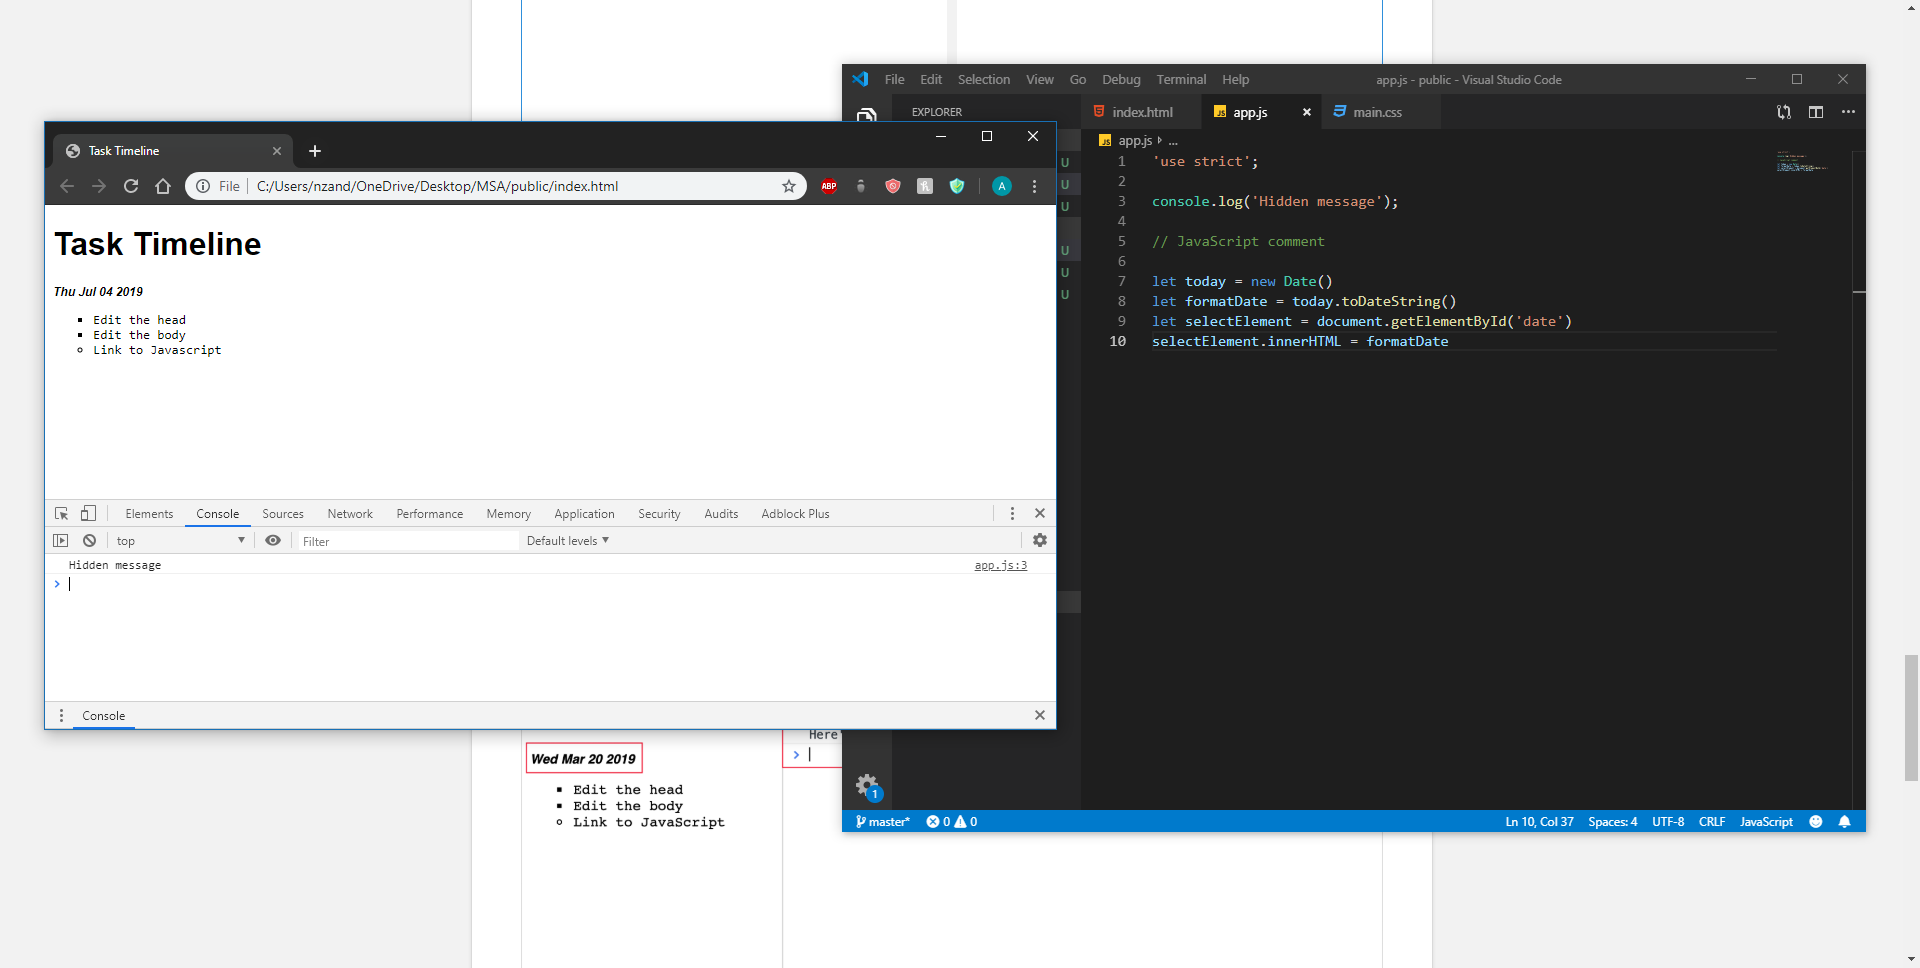 File Edit Selection View Go Debug Terminal Help
app.js - public - Visual Studio Code
EXPLORER
index.html
app.js
main.css
app.js ...
U
U
U
U
U
U
1 'use strict';
2
3 console.log('Hidden message');
4
5 // JavaScript comment
6
7 let today = new Date()
8 let formatDate = today.toDateString()
9 let selectElement = document.getElementById('date')
10 selectElement.innerHTML = formatDate
1
master* 0 0
Ln 10, Col 37 Spaces: 4 UTF-8 CRLF JavaScript
Task Timeline
File C:/Users/nzand/OneDrive/Desktop/MSA/public/index.html
ABP
A
Task Timeline
Thu Jul 04 2019
Edit the head
Edit the body
Link to Javascript
Elements Console Sources Network Performance Memory Application Security Audits Adblock Plus
top Filter Default levels
Hidden message app.js:3
Console
Here'
Wed Mar 20 2019
Edit the head
Edit the body
Link to JavaScript